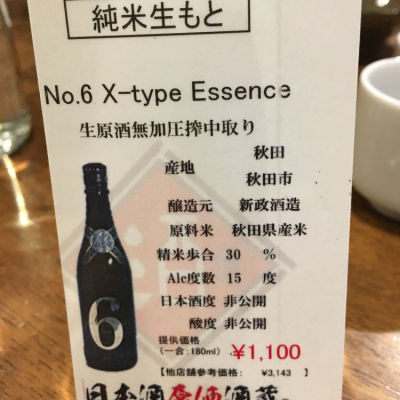 純米生もと
No.6 X-type Essence
生原酒無加圧搾中取り
産地 秋田
秋田市
醸造元 新政酒造
原料米 秋田県産米
精米歩合 30 %
Alc度数 15 度
日本酒度 非公開
酸度 非公開
提供価格
(一合:180ml) ¥1,100
【他店舗参考価格: ¥3,143 】
6
日本酒原価酒蔵